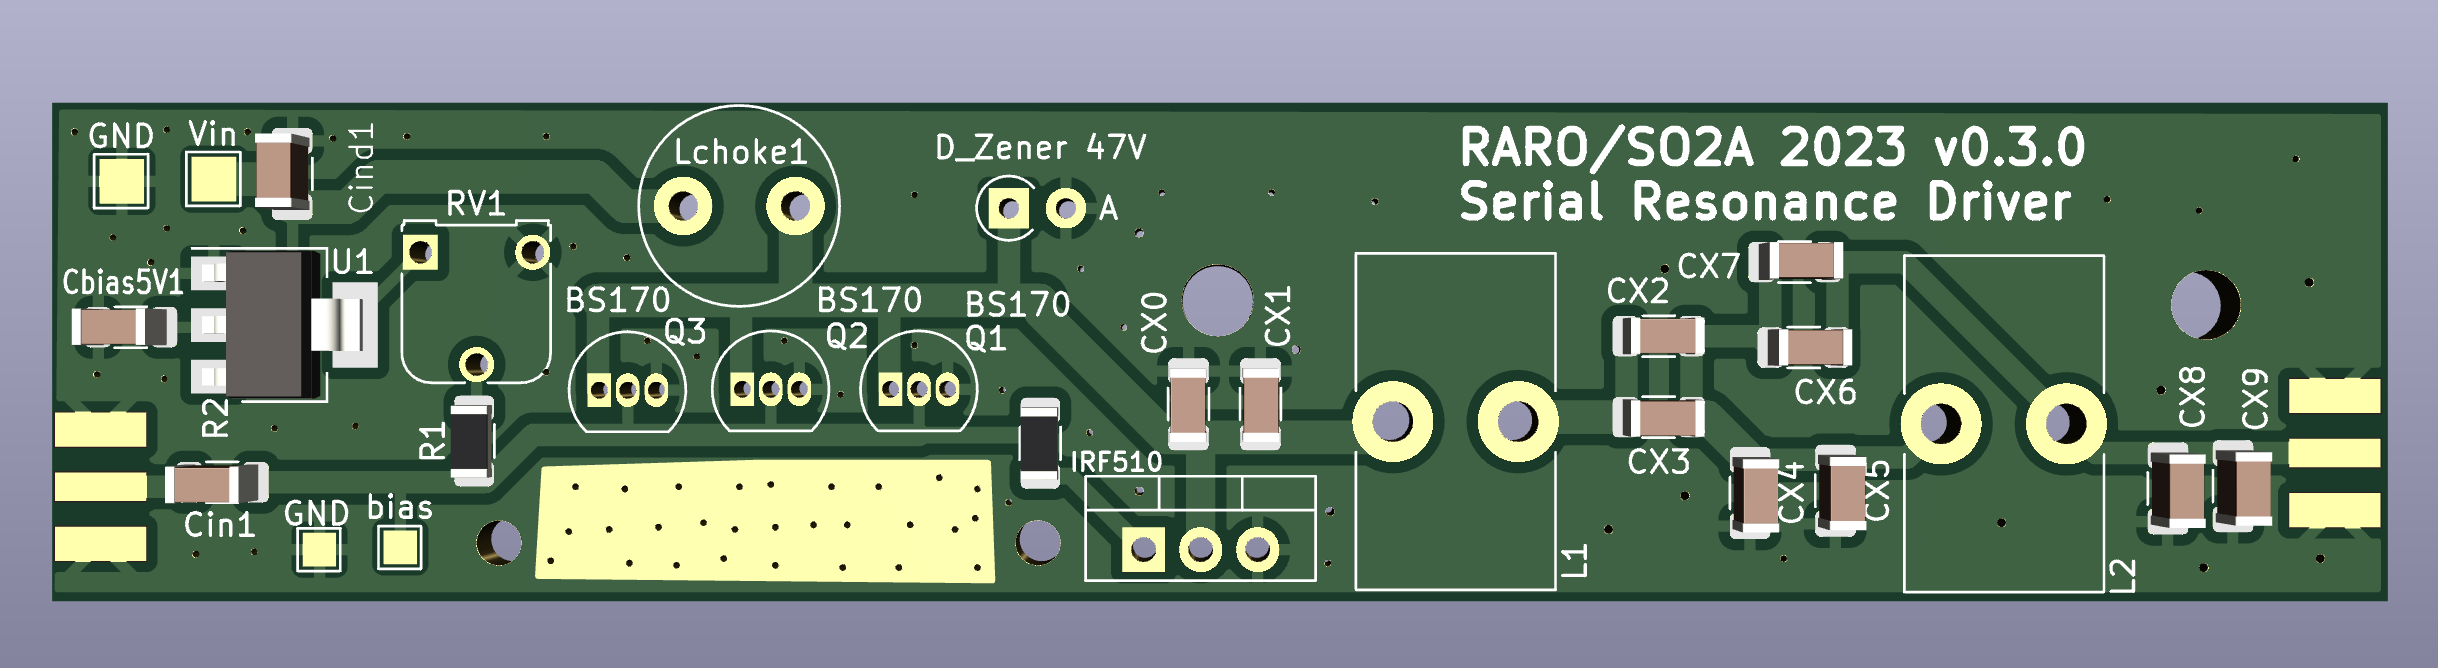 GND
Vin
Cind1
Lchoke1
D_Zener 47V
RARO/SO2A 2023 v0.3.0
Serial Resonance Driver
RV1
A
U1
Cbias5V1
BS170
Q3
BS170
Q2
BS170
Q1
CX0
CX1
CX2
CX7
CX6
CX3
CX4
CX5
CX8
CX9
R2
R1
IRF510
Cin1
GND
bias
L1
L2